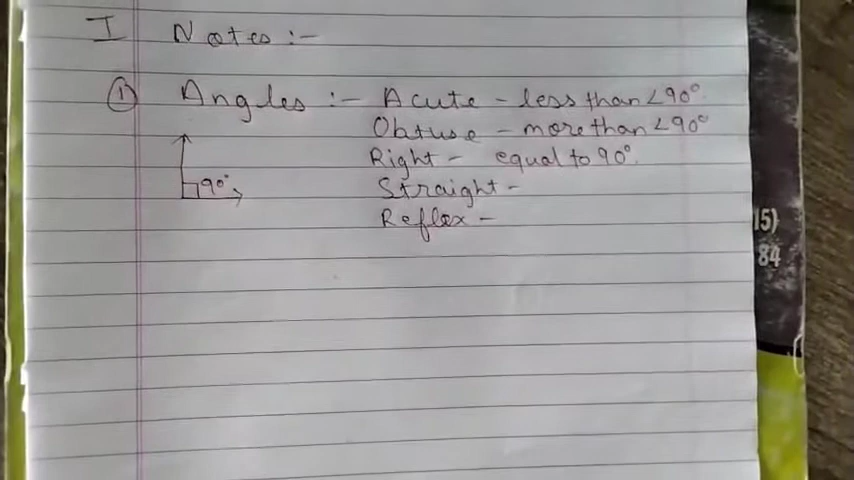 I Notes :-
① Angles :- Acute - less than ∠90°
Obtuse - more than ∠90°
90° Right - equal to 90°.
Straight -
Reflex -
15)
84